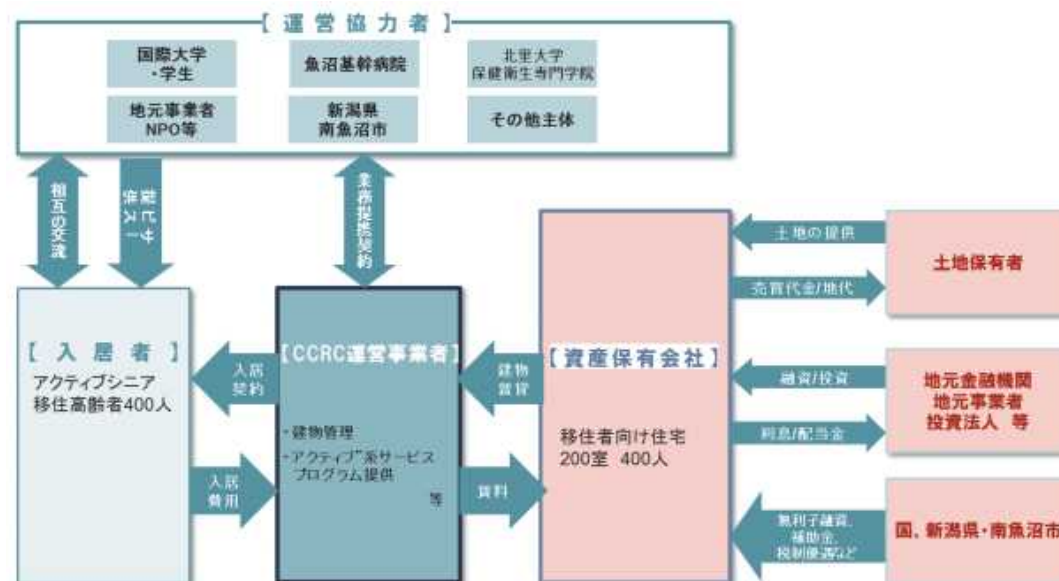 【運営協力者】
国際大学
・学生
魚沼基幹病院
北里大学
保健衛生専門学院
地元事業者
NPO等
新潟県
南魚沼市
その他主体
相互の交流
サービス提供
業務提携契約
【入居者】
アクティブシニア
移住高齢者400人
入居
契約
入居
費用
【CCRC運営事業者】
・建物管理
・アクティブ系サービス
プログラム提供
等
建物
賃貸
賃料
【資産保有会社】
移住者向け住宅
200室 400人
土地の提供
売買代金/地代
土地保有者
融資/投資
利息/配当金
地元金融機関
地元事業者
投資法人 等
無利子融資、
補助金、
税制優遇など
国、新潟県・南魚沼市